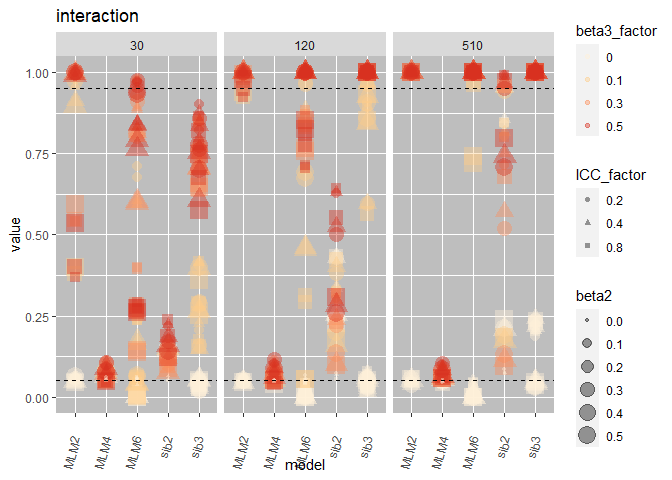 interaction
30 120 510
value
1.00
0.75
0.50
0.25
0.00
MLM2 MLM4 MLM6 sib2 sib3 MLM2 MLM4 MLM6 sib2 sib3 MLM2 MLM4 MLM6 sib2 sib3
model
beta3_factor
0
0.1
0.3
0.5
ICC_factor
0.2
0.4
0.8
beta2
0.0
0.1
0.2
0.3
0.4
0.5